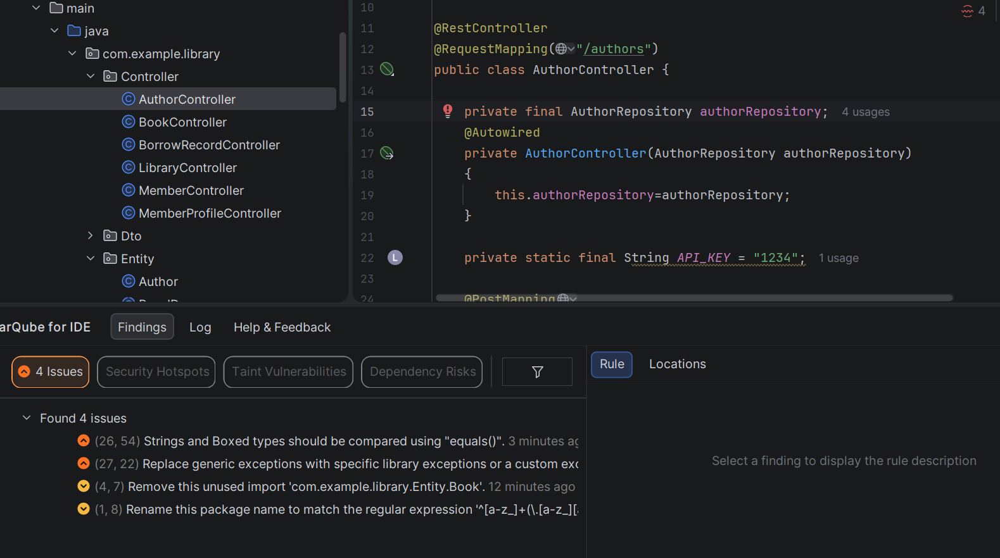 main
java
com.example.library
Controller
AuthorController
BookController
BorrowRecordController
LibraryController
MemberController
MemberProfileController
Dto
Entity
Author
10
4
11 @RestController
12 @RequestMapping("/authors")
13 public class AuthorController {
14
15 private final AuthorRepository authorRepository; 4 usages
16 @Autowired
17 private AuthorController(AuthorRepository authorRepository)
18 {
19 this.authorRepository=authorRepository;
20 }
21
22 L private static final String API_KEY = "1234"; 1 usage
23
24 @PostMapping
arQube for IDE Findings Log Help & Feedback
4 Issues Security Hotspots Taint Vulnerabilities Dependency Risks
Rule Locations
Found 4 issues
(26, 54) Strings and Boxed types should be compared using "equals()". 3 minutes ag
(27, 22) Replace generic exceptions with specific library exceptions or a custom exc
(4, 7) Remove this unused import 'com.example.library.Entity.Book'. 12 minutes ago
(1, 8) Rename this package name to match the regular expression '^[a-z_]+(\.[a-z_][a
Select a finding to display the rule description